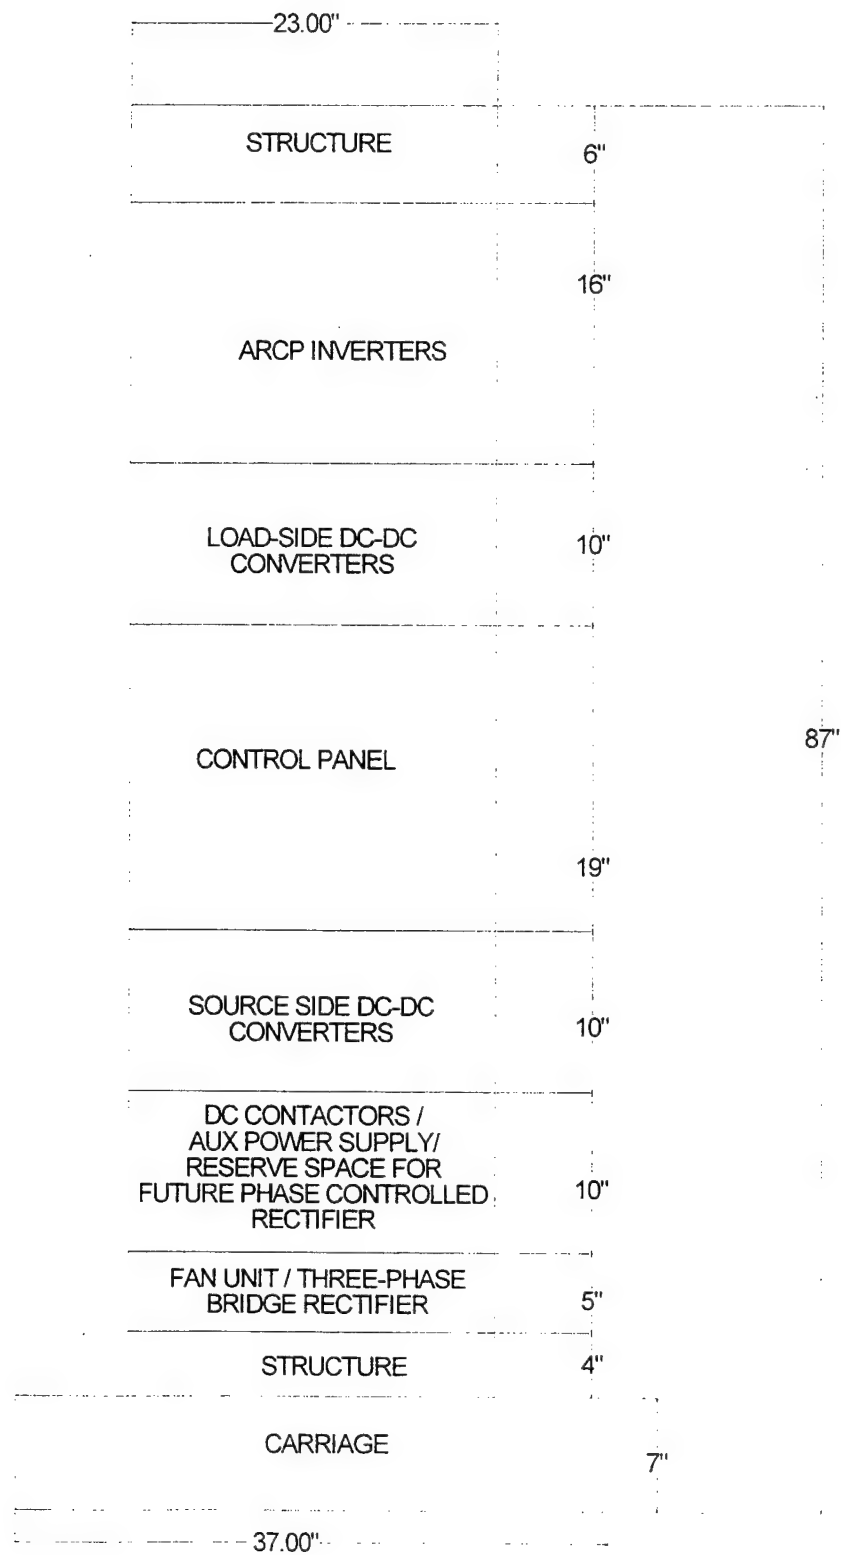 23.00"
STRUCTURE
6"
16"
ARCP INVERTERS
LOAD-SIDE DC-DC
CONVERTERS
10"
87"
CONTROL PANEL
19"
SOURCE SIDE DC-DC
CONVERTERS
10"
DC CONTACTORS /
AUX POWER SUPPLY/
RESERVE SPACE FOR
FUTURE PHASE CONTROLLED
RECTIFIER
10"
FAN UNIT / THREE-PHASE
BRIDGE RECTIFIER
5"
STRUCTURE
4"
CARRIAGE
7"
37.00"